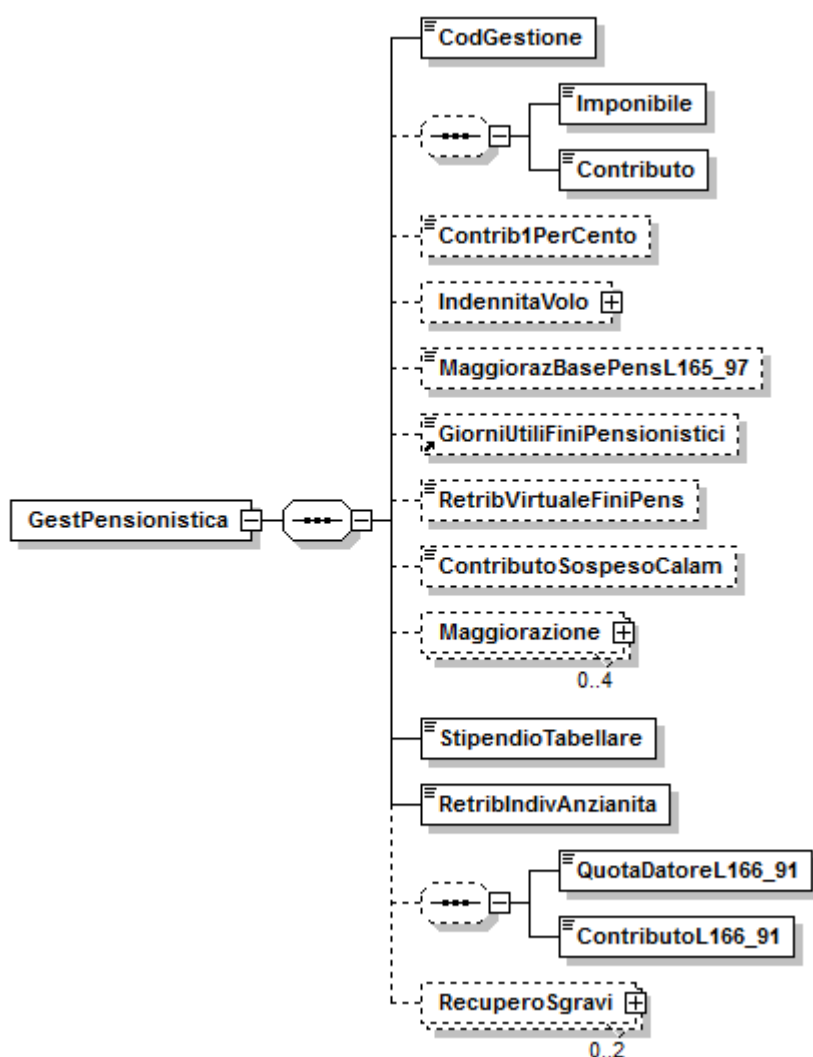 CodGestione
Imponibile
Contributo
Contrib1PerCento
IndennitaVolo
MaggiorazBasePensL165_97
GiorniUtiliFiniPensionistici
GestPensionistica
RetribVirtualeFiniPens
ContributoSospesoCalam
Maggiorazione
0..4
StipendioTabellare
RetribIndivAnzianita
QuotaDatoreL166_91
ContributoL166_91
RecuperoSgravi
0..2